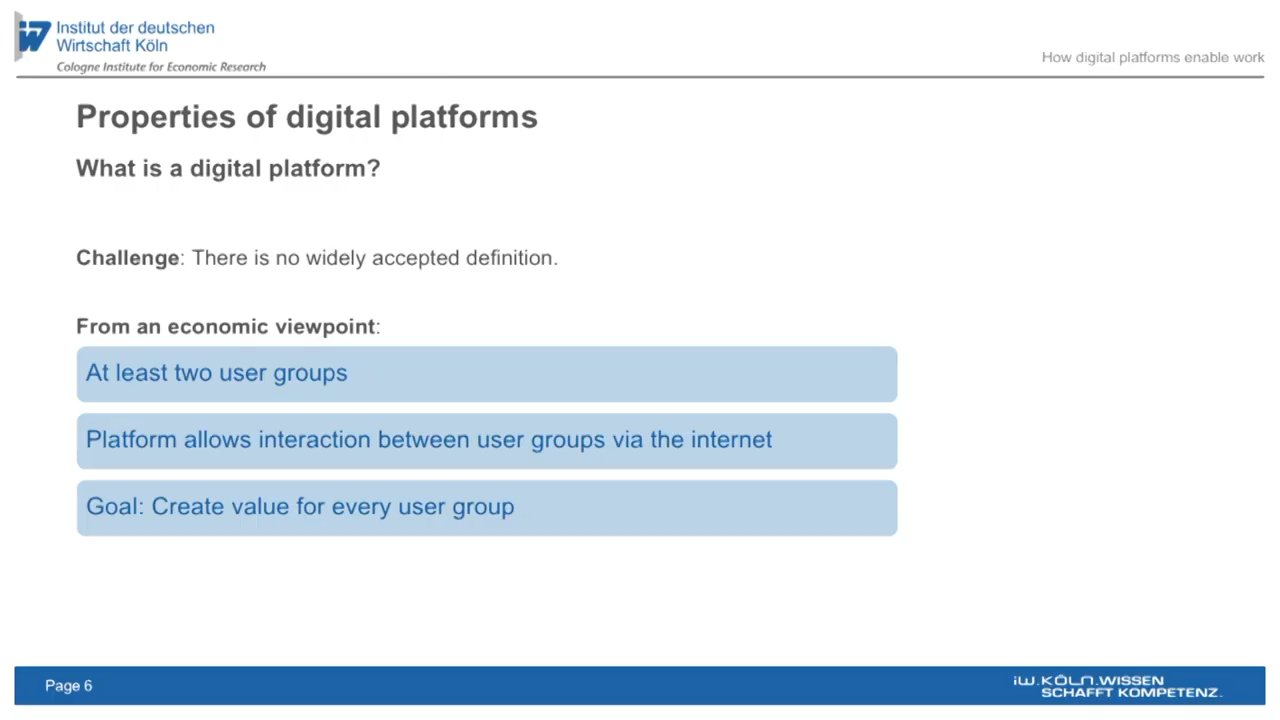 Institut der deutschen
Wirtschaft Köln
Cologne Institute for Economic Research
How digital platforms enable work
Properties of digital platforms
What is a digital platform?
Challenge: There is no widely accepted definition.
From an economic viewpoint:
At least two user groups
Platform allows interaction between user groups via the internet
Goal: Create value for every user group
Page 6
iW.KÖLN.WISSEN
SCHAFFT KOMPETENZ.